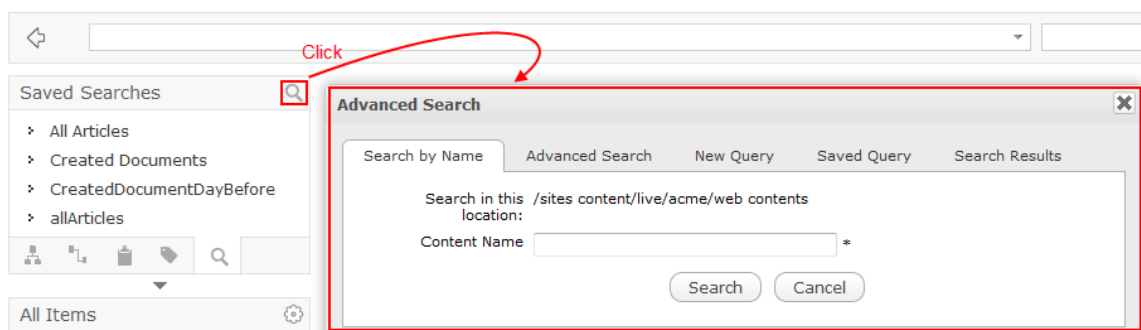 Click
Saved Searches
All Articles
Created Documents
CreatedDocumentDayBefore
allArticles
All Items
Advanced Search
Search by Name Advanced Search New Query Saved Query Search Results
Search in this location: /sites content/live/acme/web contents
Content Name *
Search Cancel